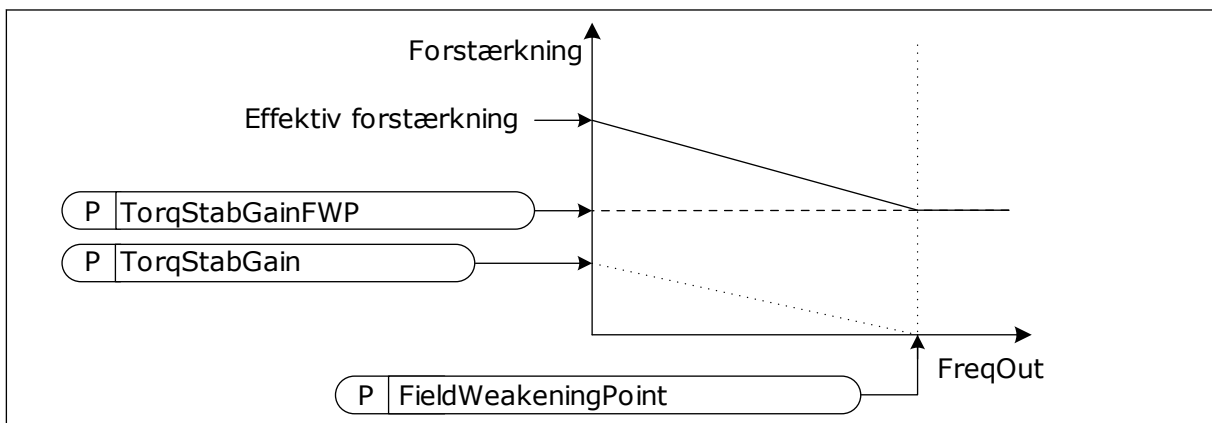 Forstærkning
Effektiv forstærkning
P TorqStabGainFWP
P TorqStabGain
FreqOut
P FieldWeakeningPoint